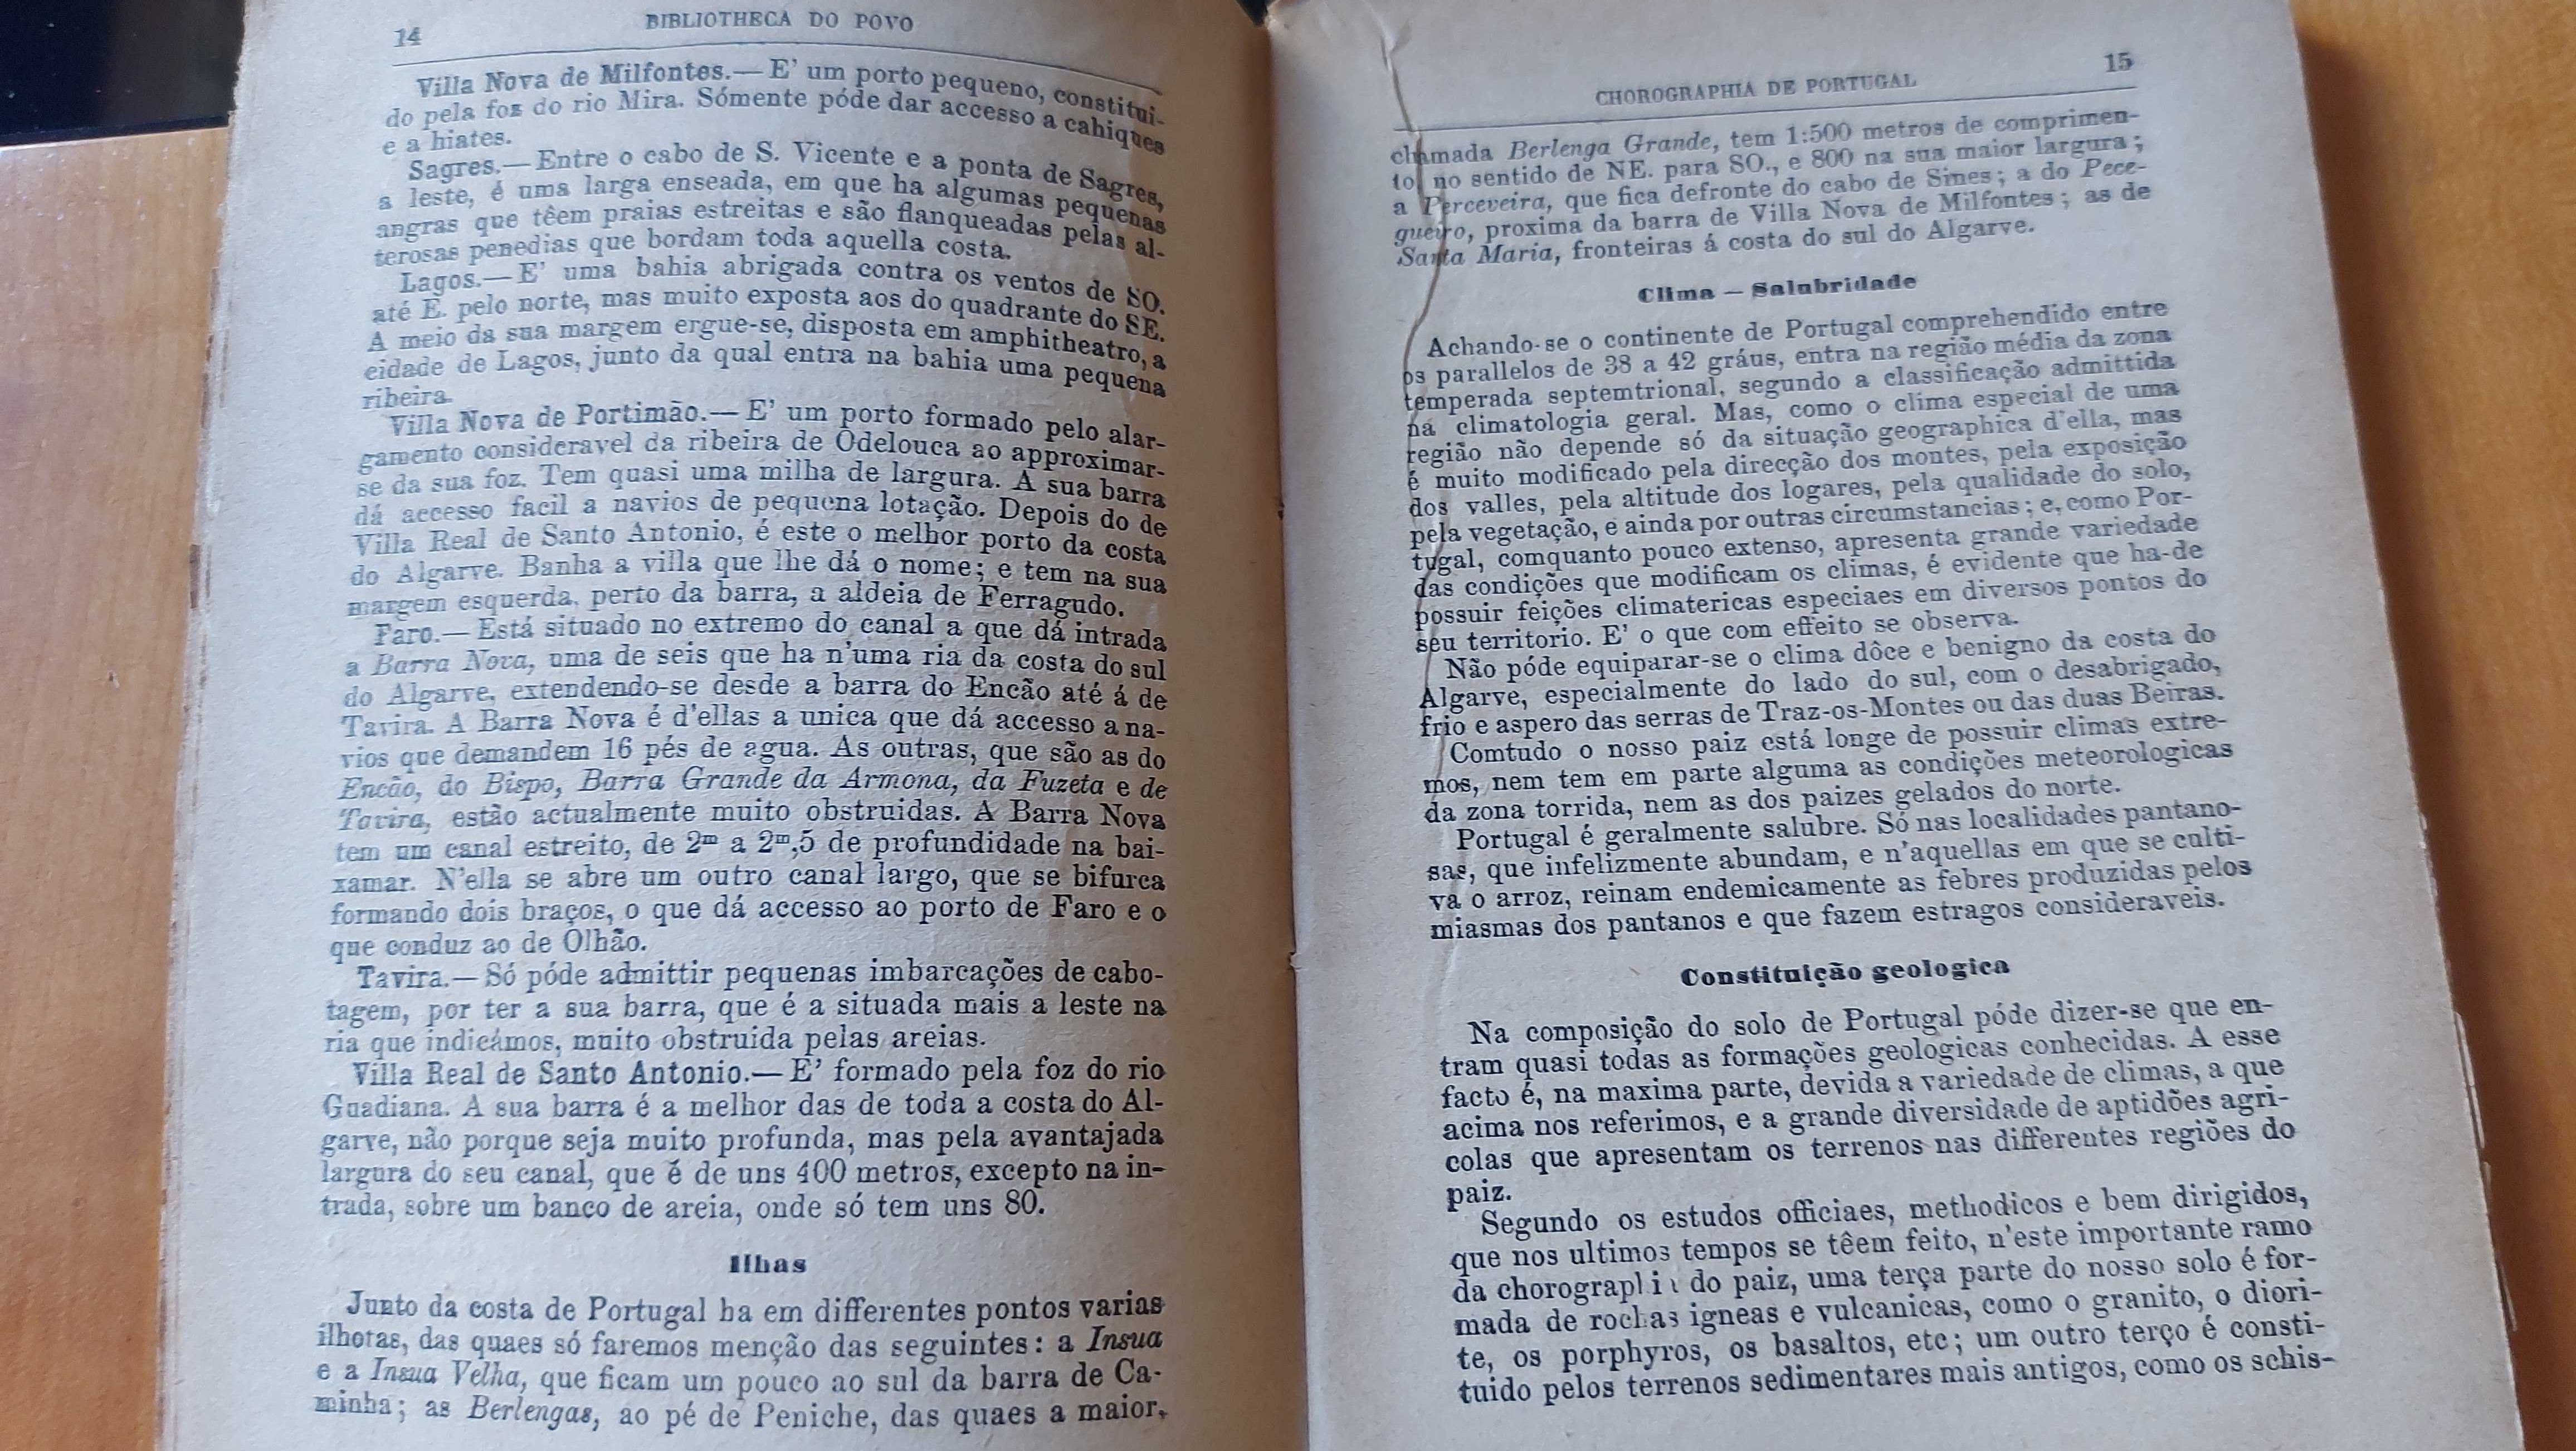 14
BIBLIOTHECA DO POVO
Villa Nova de Milfontes.— E' um porto pequeno, constitui-
do pela foz do rio Mira. Sómente póde dar accesso a cahiques
e a hiates.
Sagres.— Entre o cabo de S. Vicente e a ponta de Sagres,
a leste, é uma larga enseada, em que ha algumas pequenas
angras que têem praias estreitas e são flanqueadas pelas al-
terosas penedias que bordam toda aquella costa.
Lagos.— E' uma bahia abrigada contra os ventos de SO.
até E. pelo norte, mas muito exposta aos do quadrante do SE.
A meio da sua margem ergue-se, disposta em amphitheatro, a
cidade de Lagos, junto da qual entra na bahia uma pequena
ribeira.
Villa Nova de Portimão.— E' um porto formado pelo alar-
gamento consideravel da ribeira de Odelouca ao approximar-
se da sua foz. Tem quasi uma milha de largura. A sua barra
dá accesso facil a navios de pequena lotação. Depois do de
Villa Real de Santo Antonio, é este o melhor porto da costa
do Algarve. Banha a villa que lhe dá o nome; e tem na sua
margem esquerda, perto da barra, a aldeia de Ferragudo.
Faro.— Está situado no extremo do canal a que dá intrada
a Barra Nova, uma de seis que ha n'uma ria da costa do sul
do Algarve, extendendo-se desde a barra do Encão até á de
Tavira. A Barra Nova é d'ellas a unica que dá accesso a na-
vios que demandem 16 pés de agua. As outras, que são as do
Encão, do Bispo, Barra Grande da Armona, da Fuzeta e de
Tavira, estão actualmente muito obstruidas. A Barra Nova
tem um canal estreito, de 2m a 2m,5 de profundidade na bai-
xamar. N'ella se abre um outro canal largo, que se bifurca
formando dois braços, o que dá accesso ao porto de Faro e o
que conduz ao de Olhão.
Tavira.— Só póde admittir pequenas imbarcações de cabo-
tagem, por ter a sua barra, que é a situada mais a leste na
ria que indicámos, muito obstruida pelas areias.
Villa Real de Santo Antonio.— E' formado pela foz do rio
Guadiana. A sua barra é a melhor das de toda a costa do Al-
garve, não porque seja muito profunda, mas pela avantajada
largura do seu canal, que é de uns 400 metros, excepto na in-
trada, sobre um banco de areia, onde só tem uns 80.
Ilhas
Junto da costa de Portugal ha em differentes pontos varias
ilhotas, das quaes só faremos menção das seguintes: a Insua
e a Insua Velha, que ficam um pouco ao sul da barra de Ca-
minha; as Berlengas, ao pé de Peniche, das quaes a maior,
CHOROGRAPHIA DE PORTUGAL
15
chamada Berlenga Grande, tem 1:500 metros de comprimen-
to, no sentido de NE. para SO., e 800 na sua maior largura;
a Perceveira, que fica defronte do cabo de Sines; a do Pece-
gueiro, proxima da barra de Villa Nova de Milfontes; as de
Santa Maria, fronteiras á costa do sul do Algarve.
Clima — Salubridade
Achando-se o continente de Portugal comprehendido entre
os parallelos de 38 a 42 gráus, entra na região média da zona
temperada septemtrional, segundo a classificação admittida
na climatologia geral. Mas, como o clima especial de uma
região não depende só da situação geographica d'ella, mas
é muito modificado pela direcção dos montes, pela exposição
dos valles, pela altitude dos logares, pela qualidade do solo,
pela vegetação, e ainda por outras circumstancias; e, como Por-
tugal, comquanto pouco extenso, apresenta grande variedade
das condições que modificam os climas, é evidente que ha-de
possuir feições climatericas especiaes em diversos pontos do
seu territorio. E' o que com effeito se observa.
Não póde equiparar-se o clima dôce e benigno da costa do
Algarve, especialmente do lado do sul, com o desabrigado,
frio e aspero das serras de Traz-os-Montes ou das duas Beiras.
Comtudo o nosso paiz está longe de possuir climas extre-
mos, nem tem em parte alguma as condições meteorologicas
da zona torrida, nem as dos paizes gelados do norte.
Portugal é geralmente salubre. Só nas localidades pantano-
sas, que infelizmente abundam, e n'aquellas em que se culti-
va o arroz, reinam endemicamente as febres produzidas pelos
miasmas dos pantanos e que fazem estragos consideraveis.
Constituição geologica
Na composição do solo de Portugal póde dizer-se que en-
tram quasi todas as formações geologicas conhecidas. A esse
facto é, na maxima parte, devida a variedade de climas, a que
acima nos referimos, e a grande diversidade de aptidões agri-
colas que apresentam os terrenos nas differentes regiões do
paiz.
Segundo os estudos officiaes, methodicos e bem dirigidos,
que nos ultimos tempos se têem feito, n'este importante ramo
da chorographia do paiz, uma terça parte do nosso solo é for-
mada de rochas igneas e vulcanicas, como o granito, o diori-
te, os porphyros, os basaltos, etc; um outro terço é consti-
tuido pelos terrenos sedimentares mais antigos, como os schis-